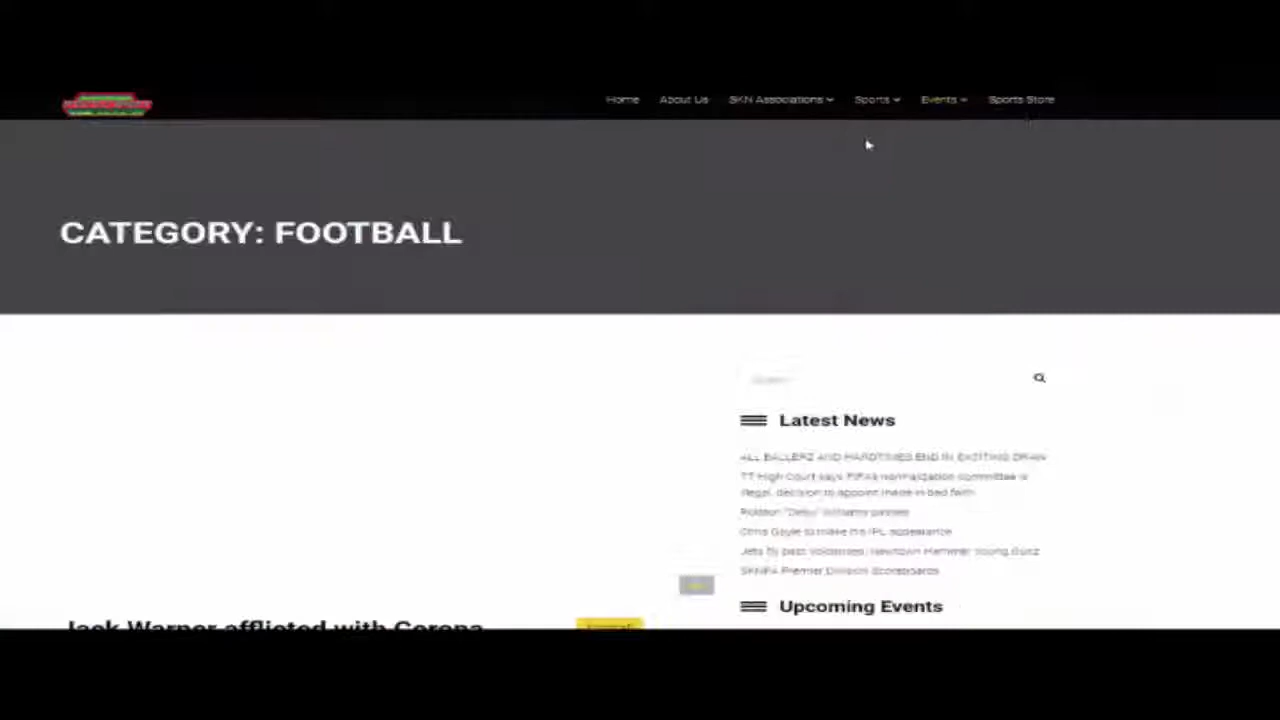 Home About Us SKN Associations Sports Events Sports Store
CATEGORY: FOOTBALL
Latest News
ALL BALLERZ AND HARDTIMES END IN EXCITING DRAW
TT High Court says FIFA's normalization committee is
illegal, decision to appoint made in bad faith
Williams passes
Chris Gayle to make his IPL appearance
Jets fly past Volcanoes, Newtown Hammer Young Gunz
SKNFA Premier Division Scoreboards
Upcoming Events
Jack Warner afflicted with Corona